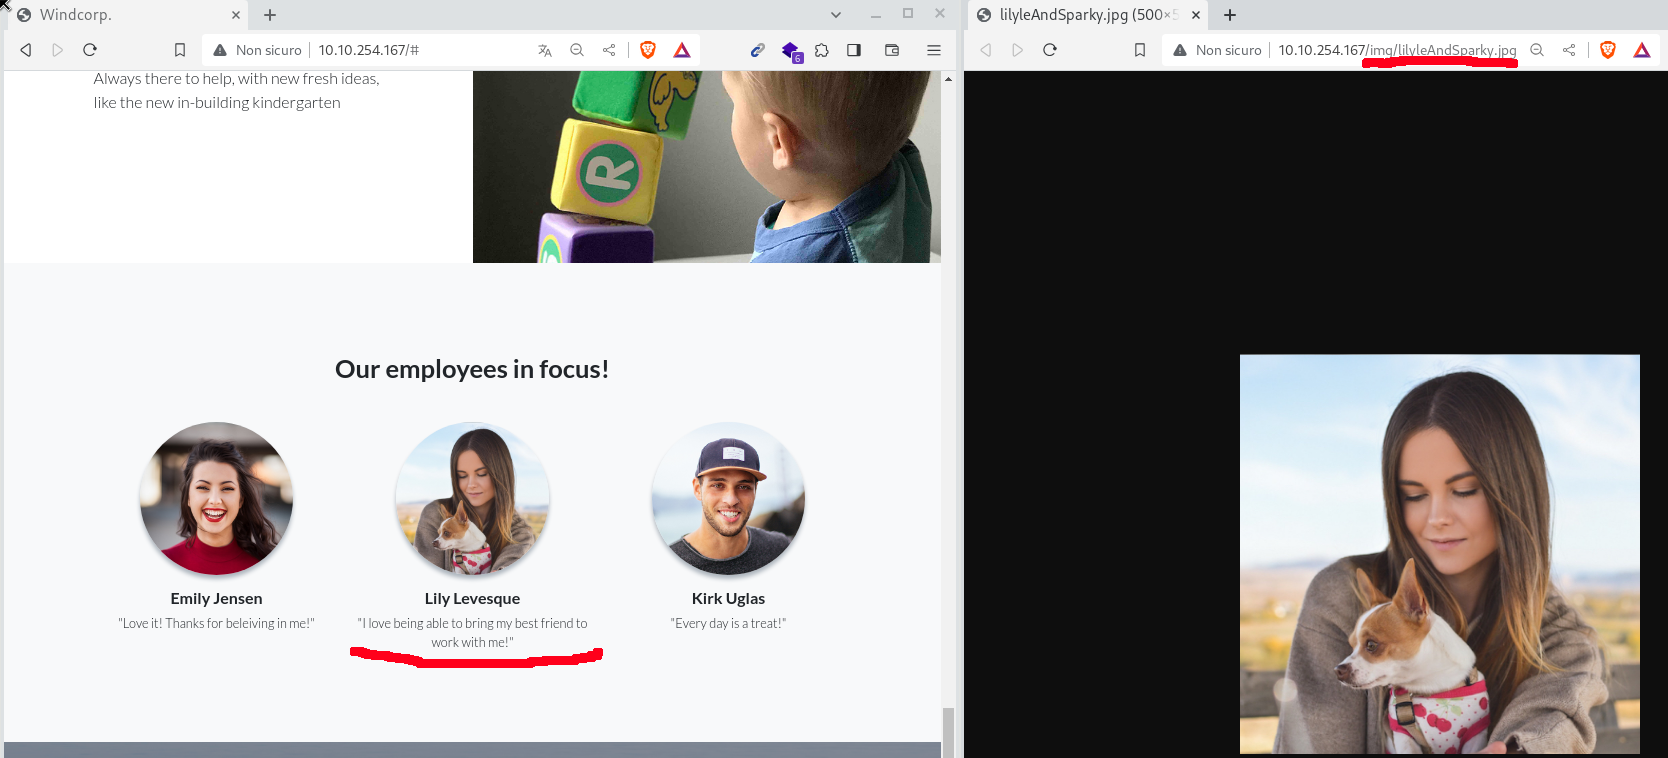 Windcorp.
lilyleAndSparky.jpg (500×5
Non sicuro
10.10.254.167/#
6
Non sicuro
10.10.254.167/img/lilyleAndSparky.jpg
Always there to help, with new fresh ideas,
like the new in-building kindergarten
R
Our employees in focus!
Emily Jensen
Lily Levesque
Kirk Uglas
"Love it! Thanks for beleiving in me!"
"I love being able to bring my best friend to
work with me!"
"Every day is a treat!"